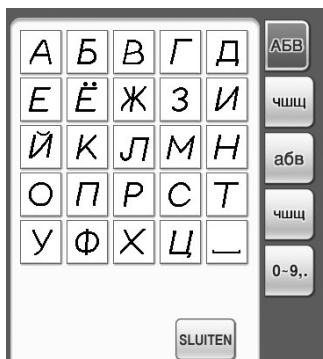 А Б В Г Д
Е Ё Ж З И
Й К Л М Н
О П Р С Т
У Ф Х Ц _
АБВ
чшщ
абв
чшщ
0~9,.
SLUITEN